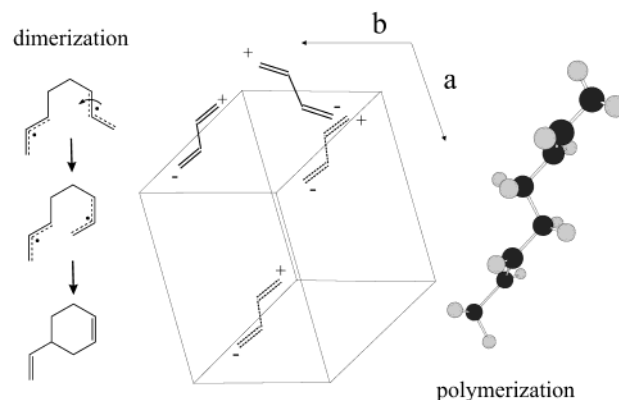 dimerization
b
a
+
-
+
-
+
-
+
-
polymerization